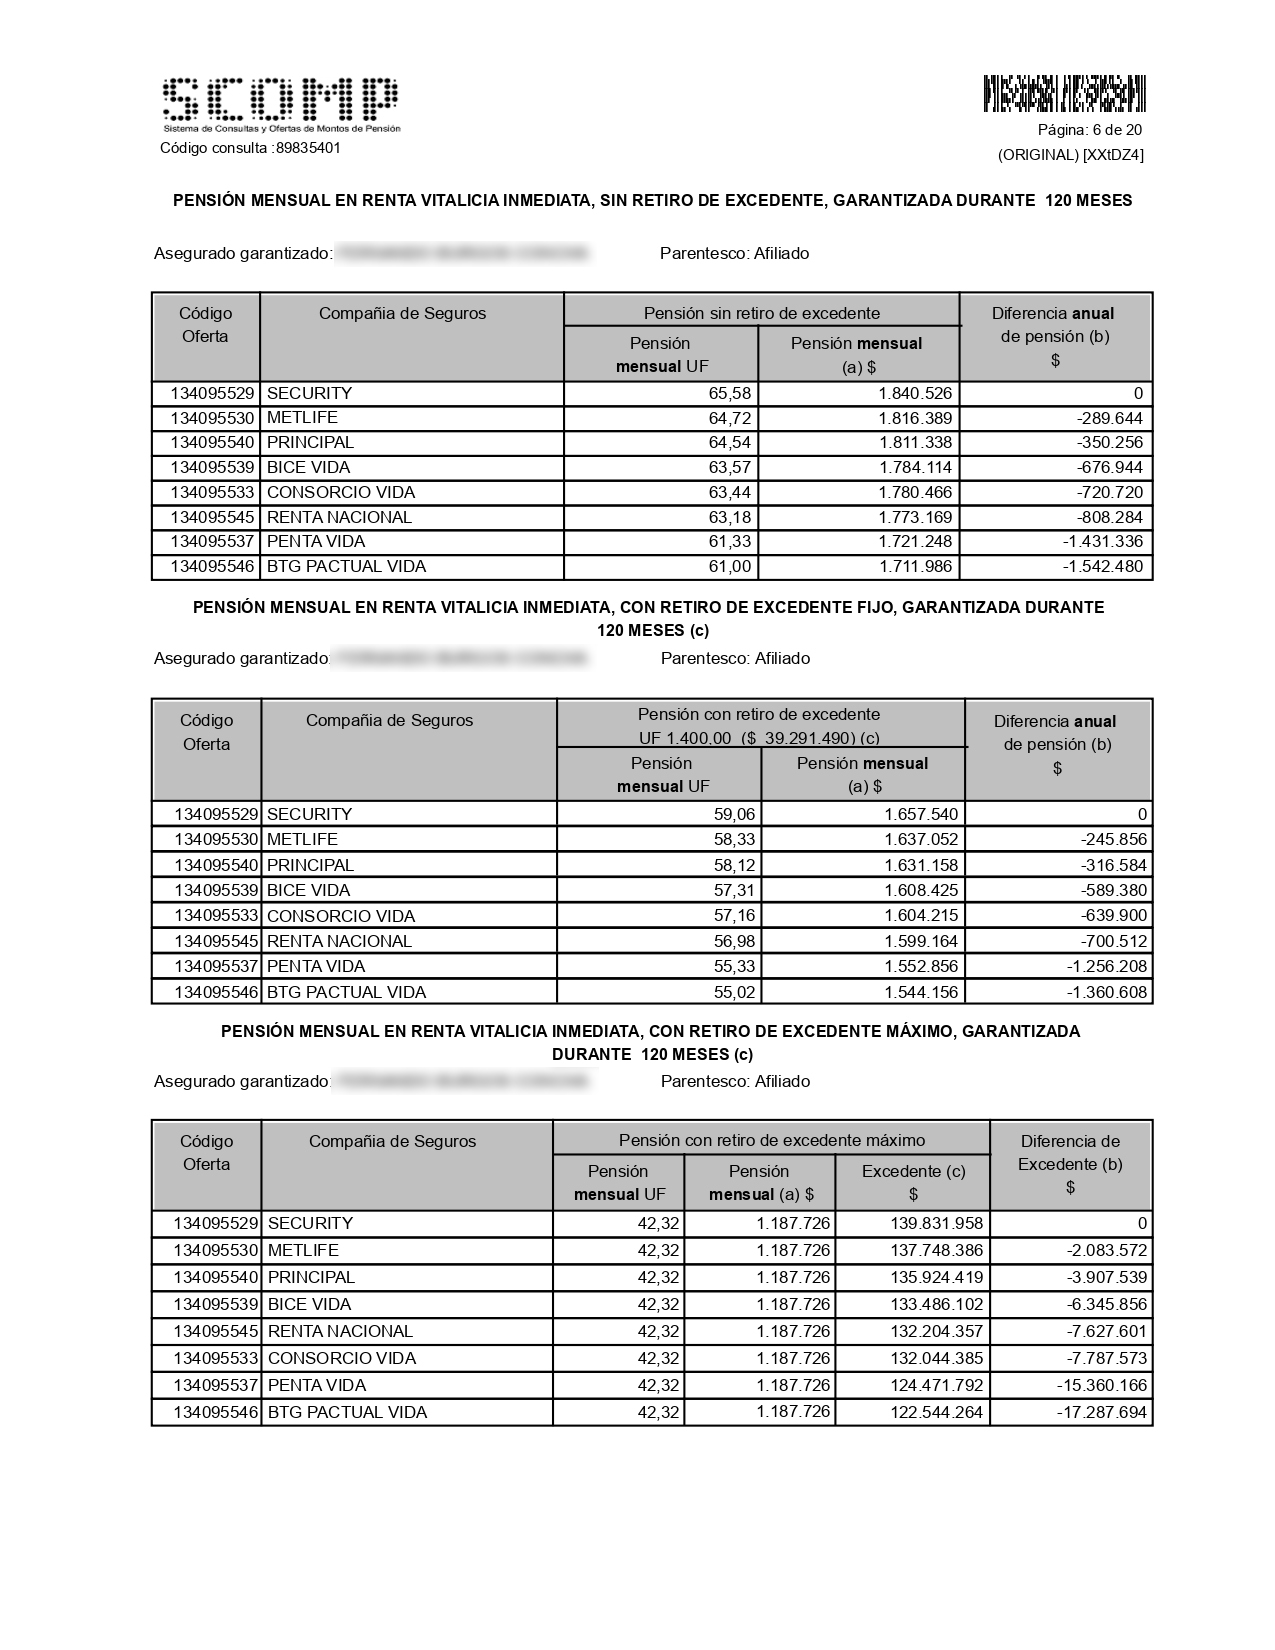 SCOMP
Sistema de Consultas y Ofertas de Montos de Pensión
Código consulta :89835401
Página: 6 de 20
(ORIGINAL) [XXtDZ4]
PENSIÓN MENSUAL EN RENTA VITALICIA INMEDIATA, SIN RETIRO DE EXCEDENTE, GARANTIZADA DURANTE 120 MESES
Asegurado garantizado: Parentesco: Afiliado
Código Oferta Compañia de Seguros Pensión sin retiro de excedente Diferencia anual de pensión (b) $
Pensión mensual UF Pensión mensual (a) $
134095529 SECURITY 65,58 1.840.526 0
134095530 METLIFE 64,72 1.816.389 -289.644
134095540 PRINCIPAL 64,54 1.811.338 -350.256
134095539 BICE VIDA 63,57 1.784.114 -676.944
134095533 CONSORCIO VIDA 63,44 1.780.466 -720.720
134095545 RENTA NACIONAL 63,18 1.773.169 -808.284
134095537 PENTA VIDA 61,33 1.721.248 -1.431.336
134095546 BTG PACTUAL VIDA 61,00 1.711.986 -1.542.480
PENSIÓN MENSUAL EN RENTA VITALICIA INMEDIATA, CON RETIRO DE EXCEDENTE FIJO, GARANTIZADA DURANTE
120 MESES (c)
Asegurado garantizado: Parentesco: Afiliado
Código Oferta Compañia de Seguros Pensión con retiro de excedente UF 1.400,00 ($ 39.291.490) (c) Diferencia anual de pensión (b) $
Pensión mensual UF Pensión mensual (a) $
134095529 SECURITY 59,06 1.657.540 0
134095530 METLIFE 58,33 1.637.052 -245.856
134095540 PRINCIPAL 58,12 1.631.158 -316.584
134095539 BICE VIDA 57,31 1.608.425 -589.380
134095533 CONSORCIO VIDA 57,16 1.604.215 -639.900
134095545 RENTA NACIONAL 56,98 1.599.164 -700.512
134095537 PENTA VIDA 55,33 1.552.856 -1.256.208
134095546 BTG PACTUAL VIDA 55,02 1.544.156 -1.360.608
PENSIÓN MENSUAL EN RENTA VITALICIA INMEDIATA, CON RETIRO DE EXCEDENTE MÁXIMO, GARANTIZADA
DURANTE 120 MESES (c)
Asegurado garantizado: Parentesco: Afiliado
Código Oferta Compañia de Seguros Pensión con retiro de excedente máximo Diferencia de Excedente (b) $
Pensión mensual UF Pensión mensual (a) $ Excedente (c) $
134095529 SECURITY 42,32 1.187.726 139.831.958 0
134095530 METLIFE 42,32 1.187.726 137.748.386 -2.083.572
134095540 PRINCIPAL 42,32 1.187.726 135.924.419 -3.907.539
134095539 BICE VIDA 42,32 1.187.726 133.486.102 -6.345.856
134095545 RENTA NACIONAL 42,32 1.187.726 132.204.357 -7.627.601
134095533 CONSORCIO VIDA 42,32 1.187.726 132.044.385 -7.787.573
134095537 PENTA VIDA 42,32 1.187.726 124.471.792 -15.360.166
134095546 BTG PACTUAL VIDA 42,32 1.187.726 122.544.264 -17.287.694